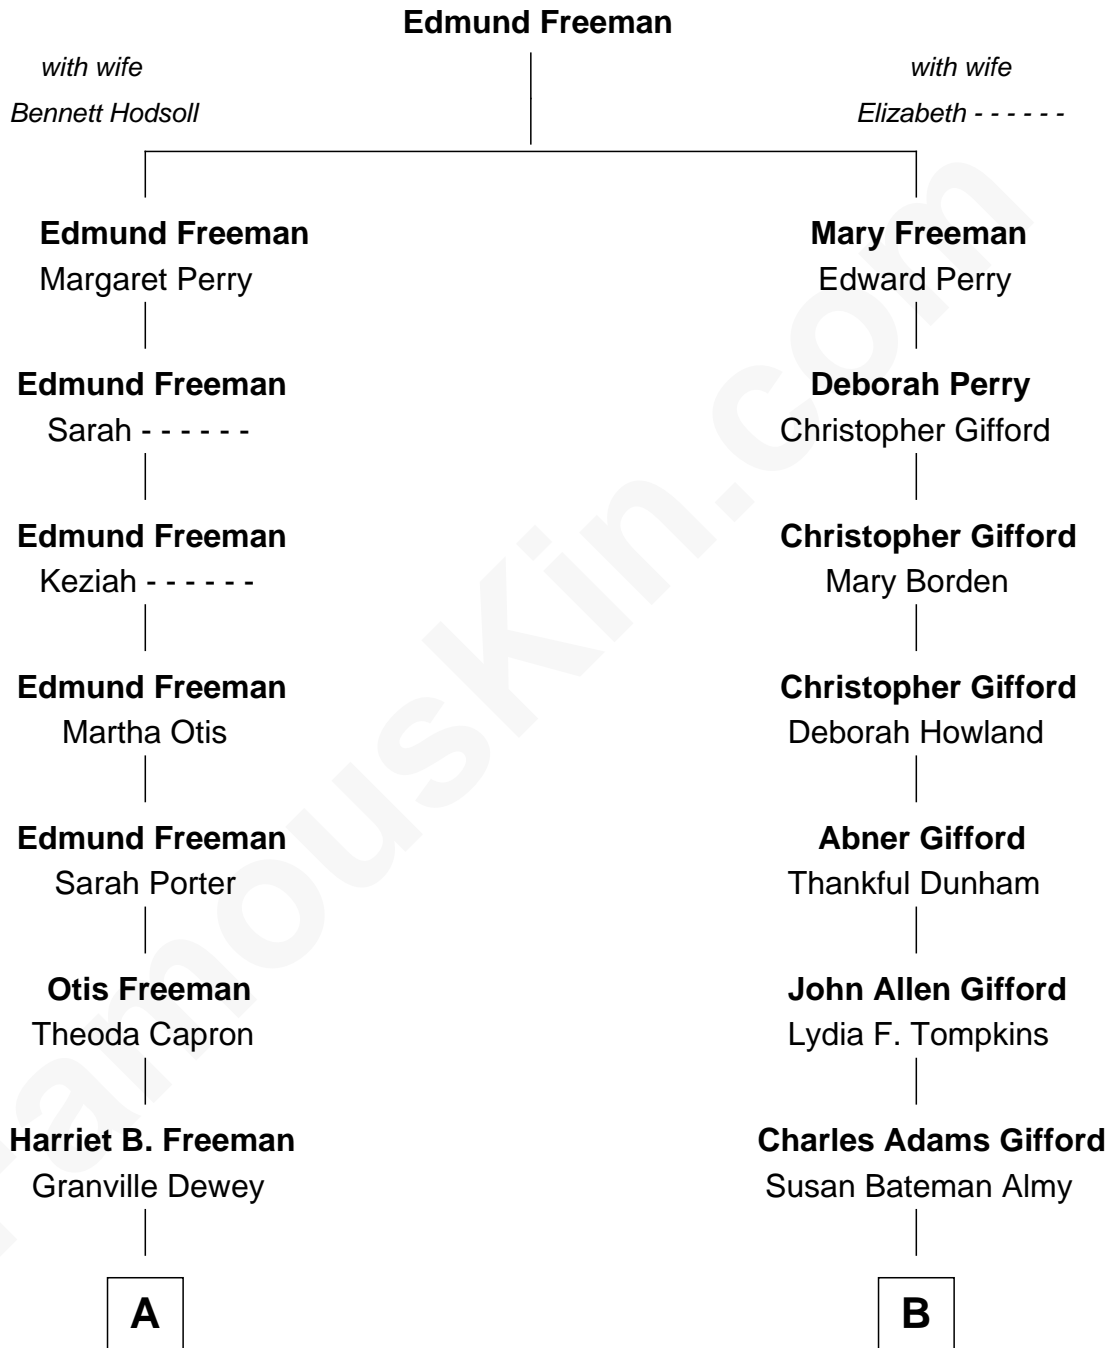 Edmund Freeman
with wife
Bennett Hodsoll
with wife
Elizabeth - - - - - -
Edmund Freeman
Margaret Perry
Mary Freeman
Edward Perry
Edmund Freeman
Sarah - - - - - -
Deborah Perry
Christopher Gifford
Edmund Freeman
Keziah - - - - - -
Christopher Gifford
Mary Borden
Edmund Freeman
Martha Otis
Christopher Gifford
Deborah Howland
Edmund Freeman
Sarah Porter
Abner Gifford
Thankful Dunham
Otis Freeman
Theoda Capron
John Allen Gifford
Lydia F. Tompkins
Harriet B. Freeman
Granville Dewey
Charles Adams Gifford
Susan Bateman Almy
A
B
FamousKin.com